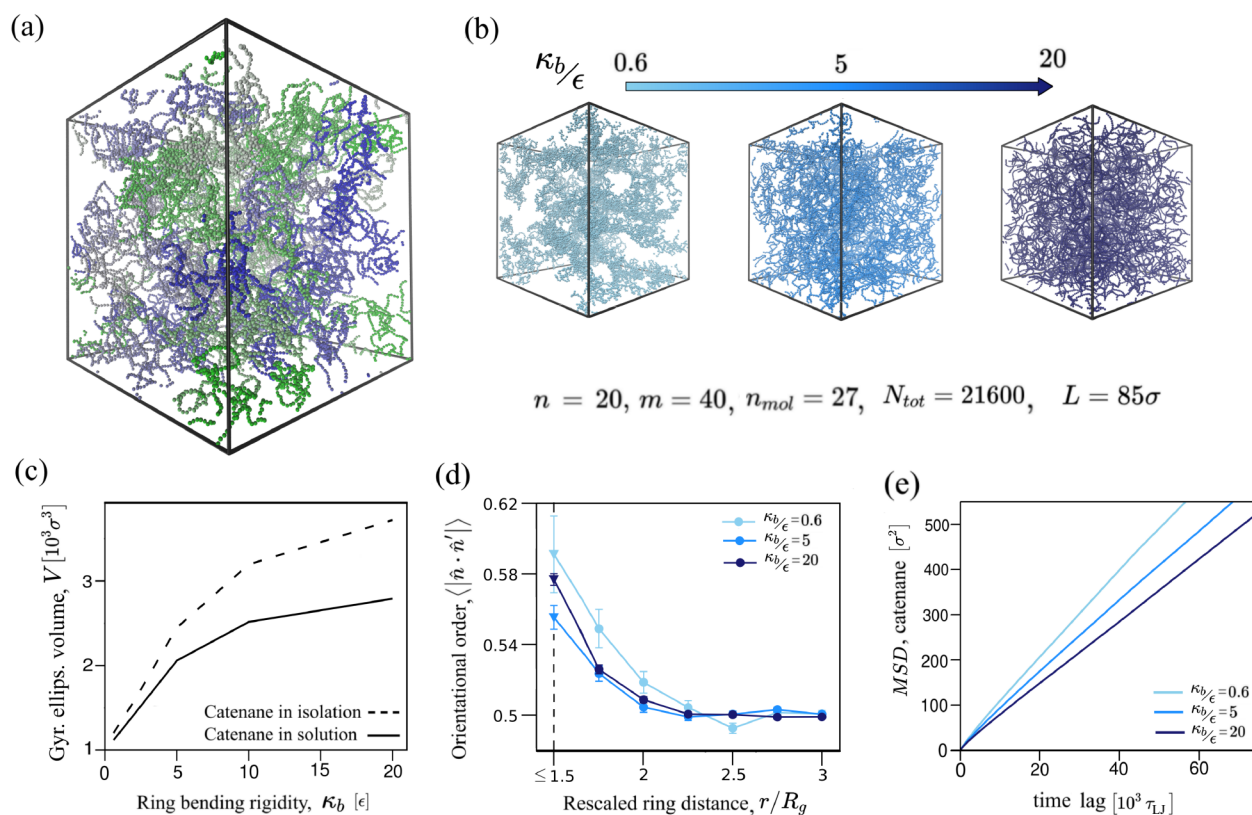 (a)
(b)
κb/ϵ
0.6 5 20
n = 20, m = 40, nmol = 27, Ntot = 21600, L = 85σ
(c)
Gyr. ellips. volume, V [10³σ³]
3
2
1
Catenane in isolation
Catenane in solution
0 5 10 15 20
Ring bending rigidity, κb [ϵ]
(d)
Orientational order, ⟨|n̂ · n̂′|⟩
0.62
0.58
0.54
0.5
κb/ϵ=0.6
κb/ϵ=5
κb/ϵ=20
≤1.5 2 2.5 3
Rescaled ring distance, r/Rg
(e)
MSD, catenane [σ²]
500
400
300
200
100
0
κb/ϵ=0.6
κb/ϵ=5
κb/ϵ=20
0 20 40 60
time lag [10³ τLJ]